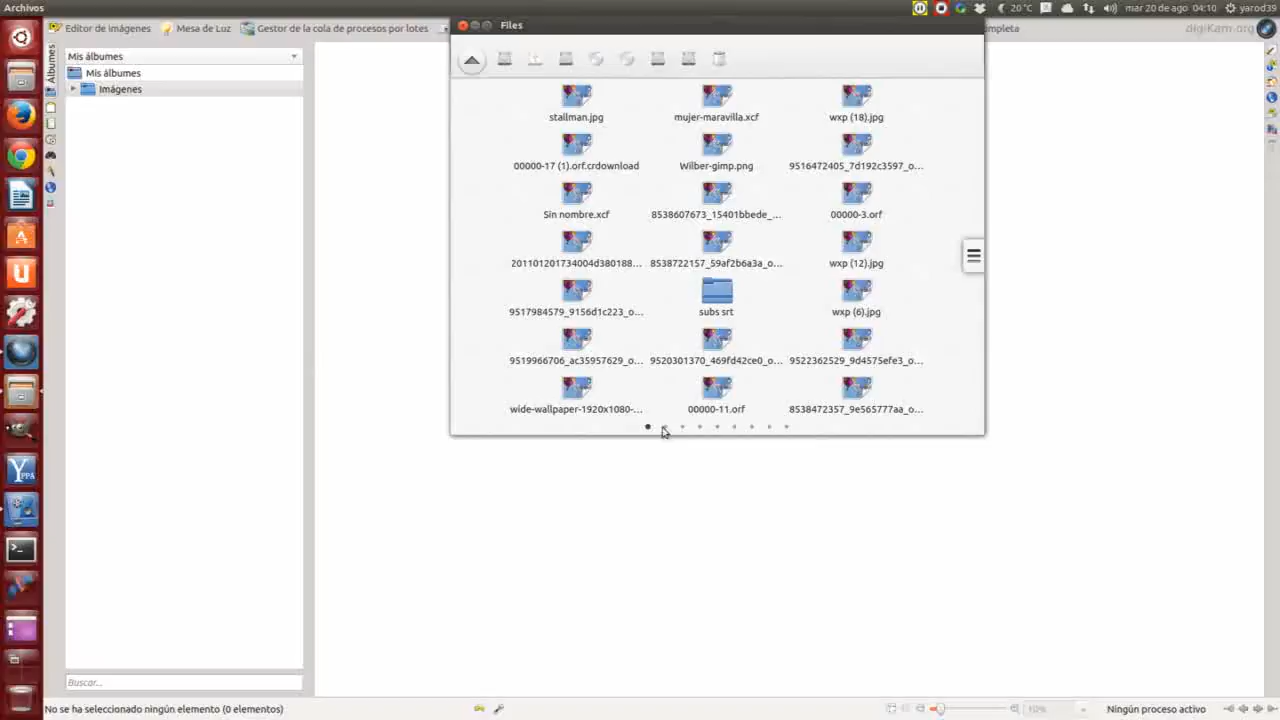 Archivos
20°C
mar 20 de ago 04:10
yarod39
Editor de imágenes
Mesa de Luz
Gestor de la cola de procesos por lotes
Files
digiKam.org
Álbumes
Mis álbumes
Mis álbumes
Imágenes
stallman.jpg
mujer-maravilla.xcf
wxp (18).jpg
00000-17 (1).orf.crdownload
Wilber-gimp.png
9516472405_7d192c3597_o...
Sin nombre.xcf
8538607673_15401bbede_...
00000-3.orf
201101201734004d380188...
8538722157_59af2b6a3a_o...
wxp (12).jpg
9517984579_9156d1c223_o...
subs srt
wxp (6).jpg
9519966706_ac35957629_o...
9520301370_469fd42ce0_o...
9522362529_9d4575efe3_o...
wide-wallpaper-1920x1080-...
00000-11.orf
8538472357_9e565777aa_o...
YPPA
Buscar...
No se ha seleccionado ningún elemento (0 elementos)
10%
Ningún proceso activo